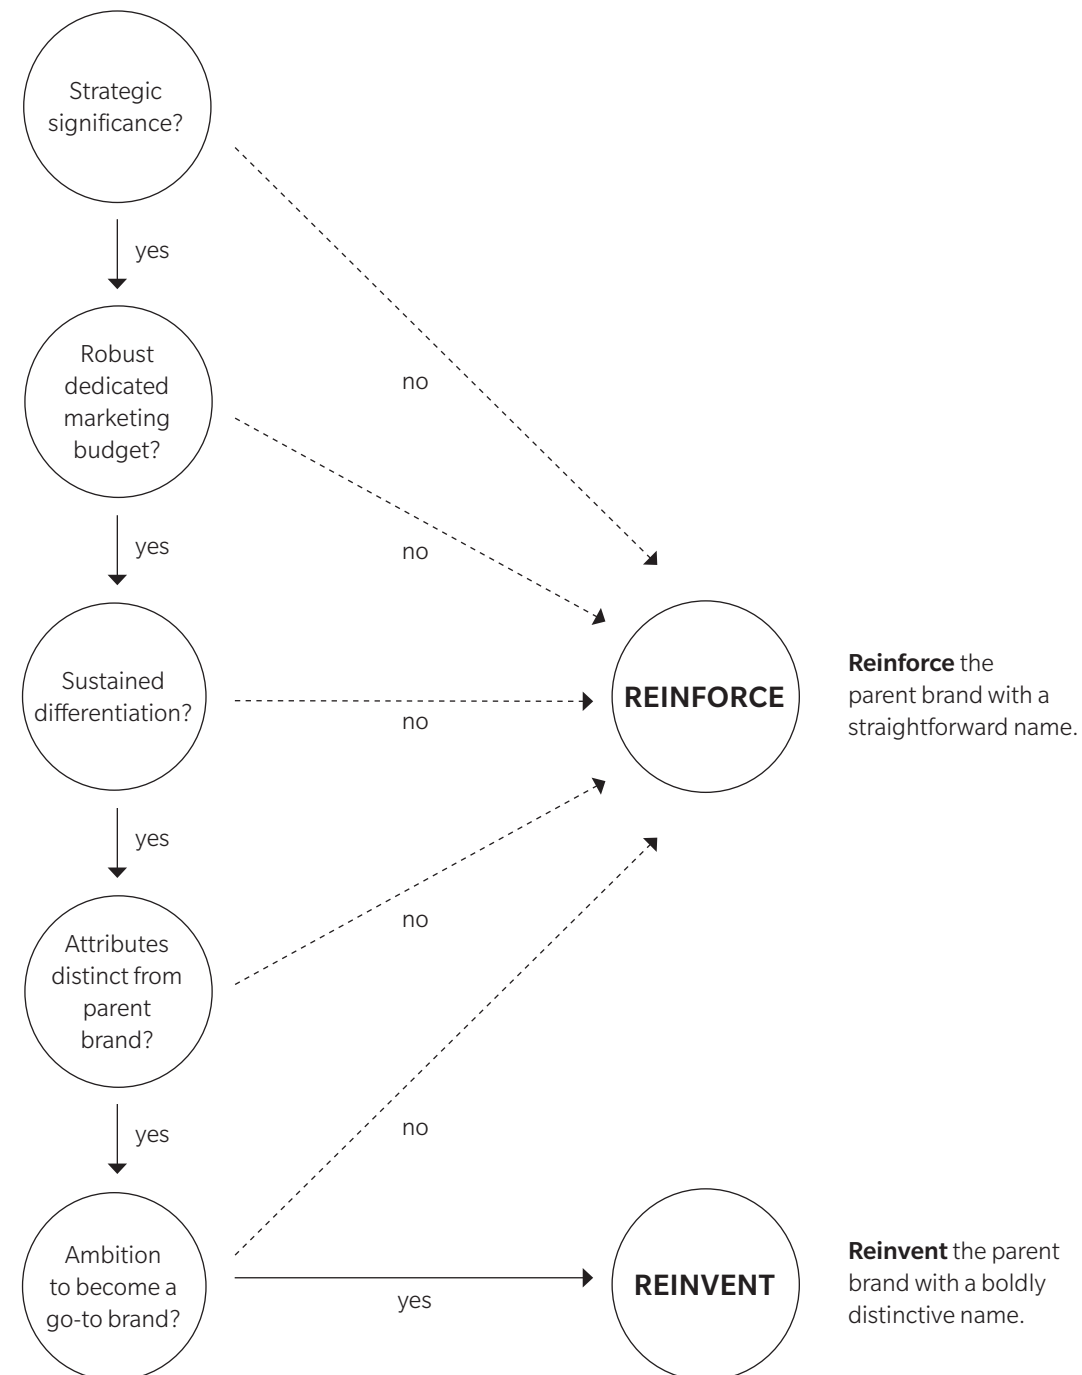 Strategic
significance?
yes
Robust
dedicated
marketing
budget?
no
yes
no
Sustained
differentiation?
no
REINFORCE
Reinforce the
parent brand with a
straightforward name.
yes
Attributes
distinct from
parent
brand?
no
yes
no
Ambition
to become a
go-to brand?
yes
REINVENT
Reinvent the parent
brand with a boldly
distinctive name.